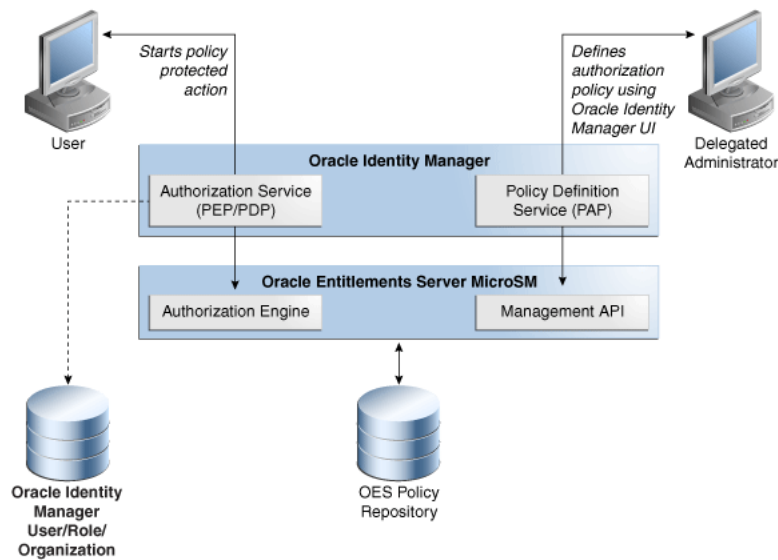 Starts policy
protected
action
Defines
authorization
policy using
Oracle Identity
Manager UI
User
Delegated
Administrator
Oracle Identity Manager
Authorization Service
(PEP/PDP)
Policy Definition
Service (PAP)
Oracle Entitlements Server MicroSM
Authorization Engine
Management API
Oracle Identity
Manager
User/Role/
Organization
OES Policy
Repository